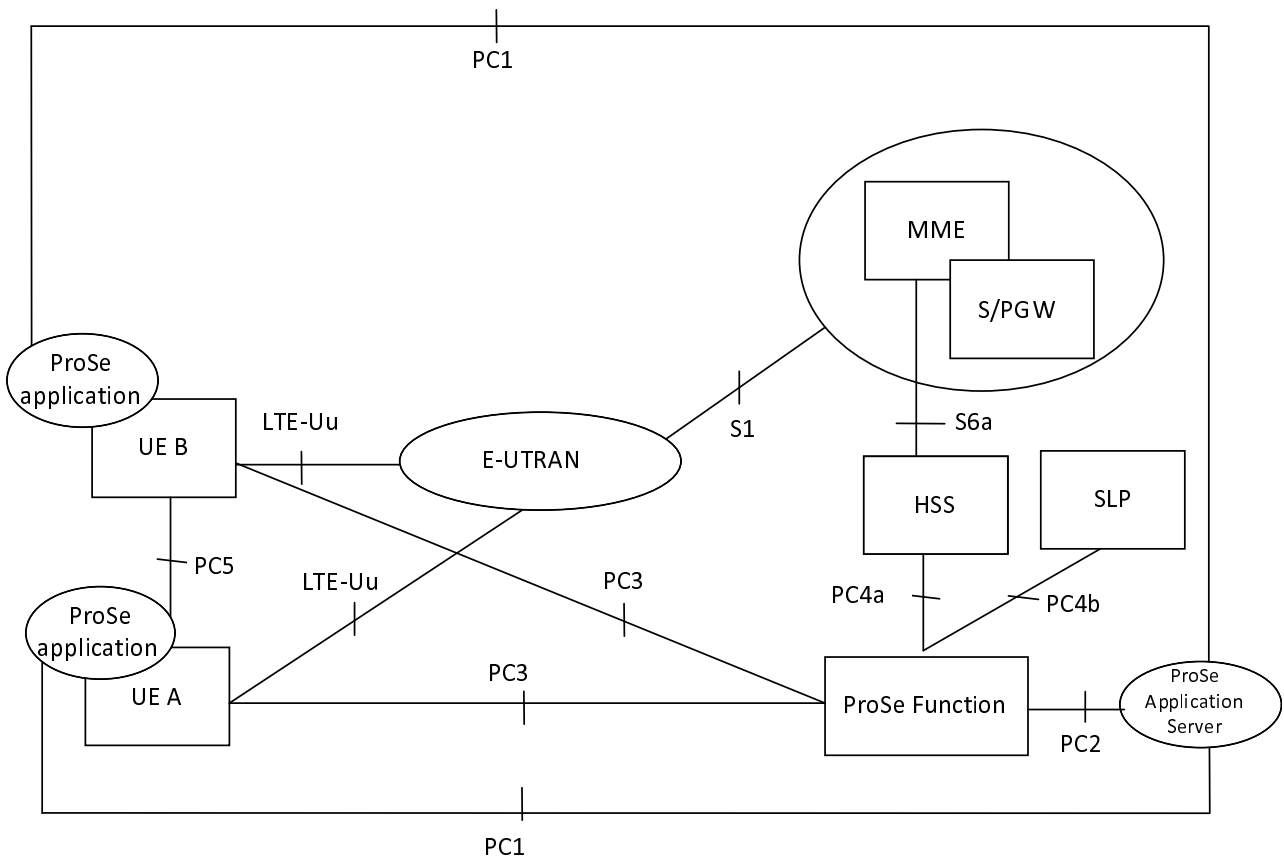 PC1
MME
S/PGW
ProSe
application
UE B
LTE-Uu
E-UTRAN
S1
S6a
HSS
SLP
PC5
LTE-Uu
PC3
PC4a
PC4b
ProSe
application
UE A
PC3
ProSe Function
ProSe
Application
Server
PC2
PC1